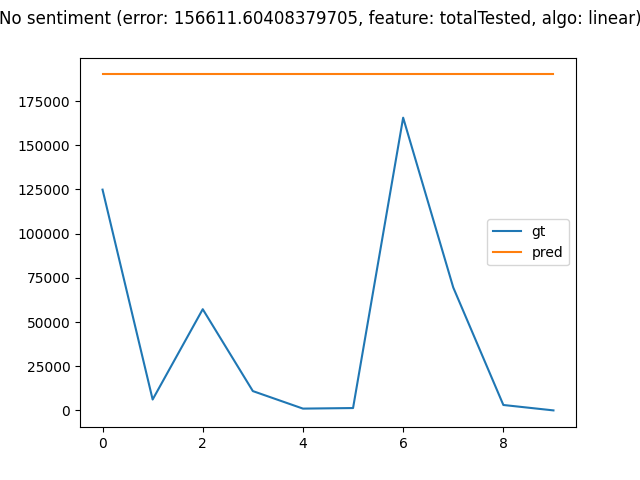 No sentiment (error: 156611.60408379705, feature: totalTested, algo: linear)
175000
150000
125000
100000
75000
50000
25000
0
gt
pred
0 2 4 6 8